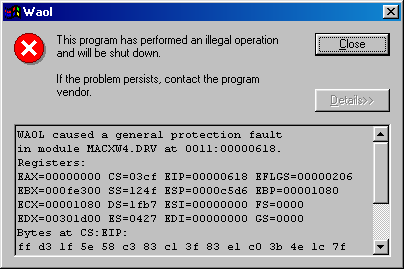 Waol
This program has performed an illegal operation
and will be shut down.
If the problem persists, contact the program
vendor.
Close
Details>>
WAOL caused a general protection fault
in module MACXW4.DRV at 0011:00000618.
Registers:
EAX=00000000 CS=03cf EIP=00000618 EFLGS=00000206
EBX=000fe300 SS=124f ESP=0000c5d6 EBP=00001080
ECX=00001080 DS=1fb7 ESI=00000000 FS=0000
EDX=00301d00 ES=0427 EDI=00000000 GS=0000
Bytes at CS:EIP:
ff d3 1f 5e 58 c3 83 c1 3f 83 e1 c0 3b 4e 1c 7f